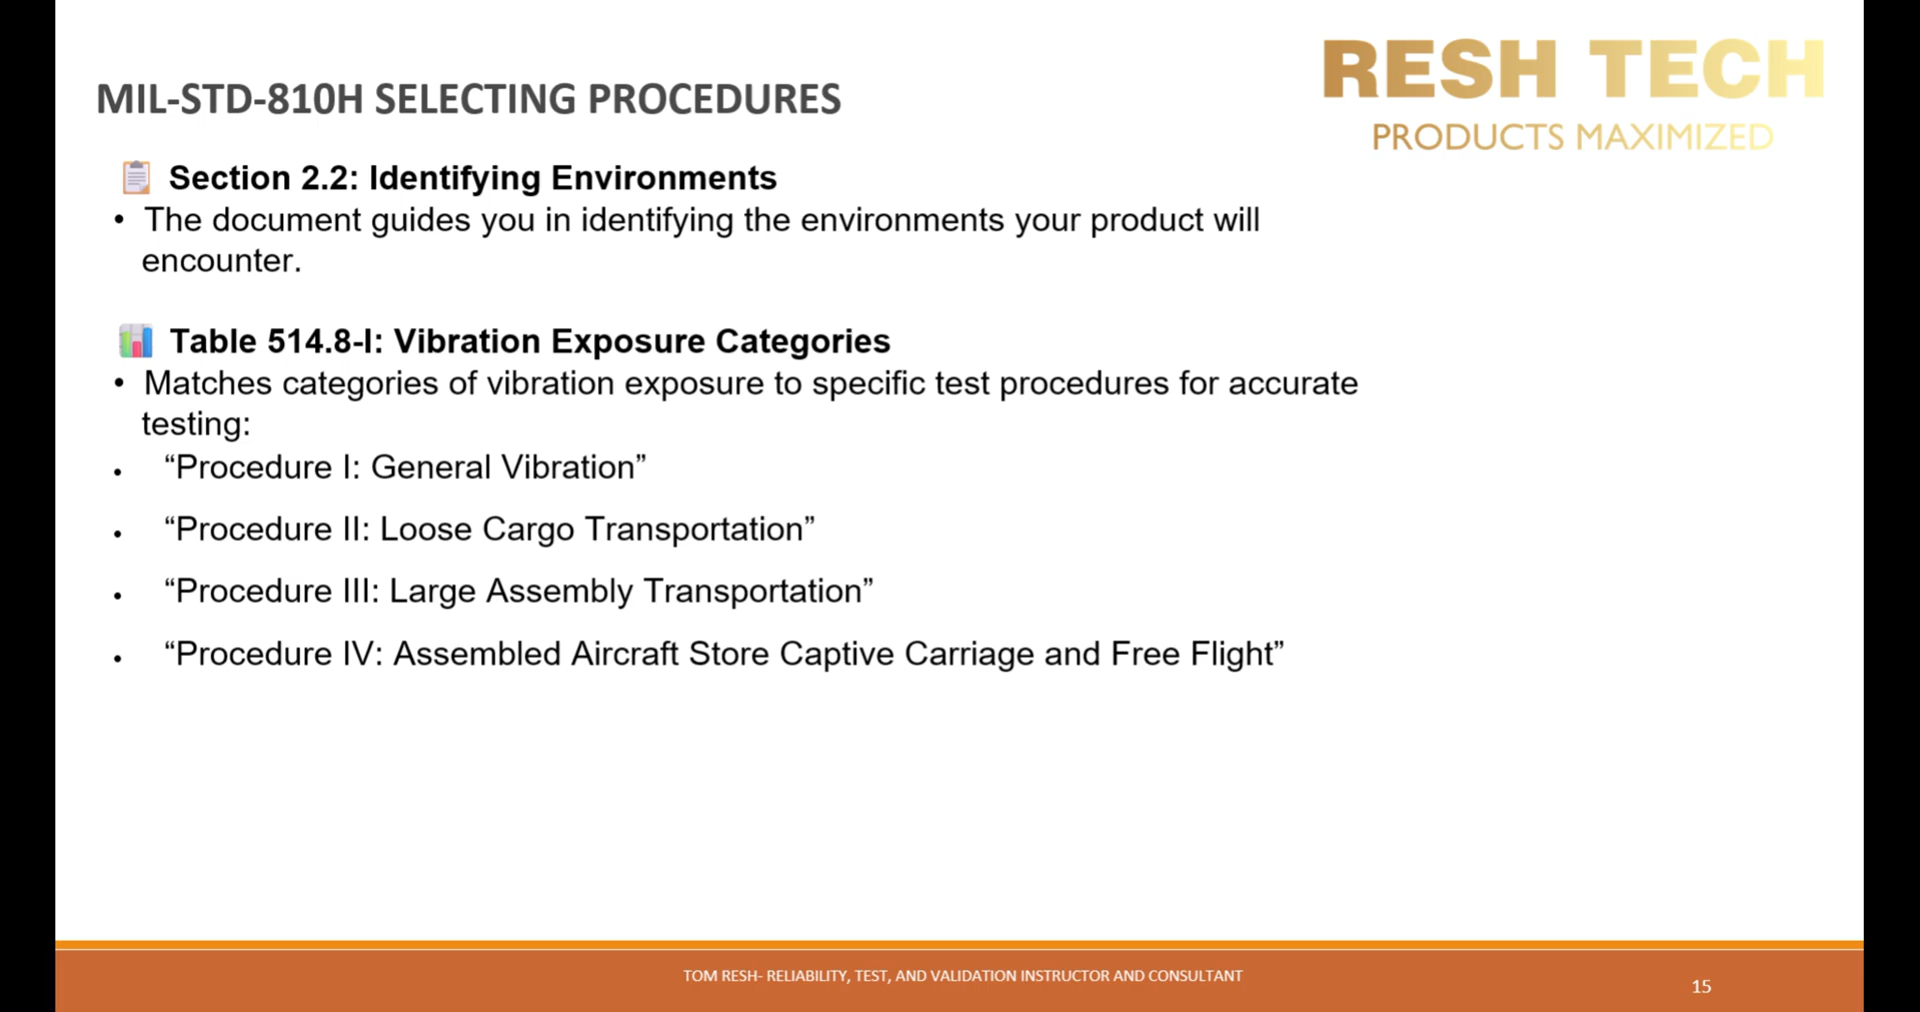 RESH TECH
PRODUCTS MAXIMIZED
MIL-STD-810H SELECTING PROCEDURES
Section 2.2: Identifying Environments
• The document guides you in identifying the environments your product will
encounter.
Table 514.8-I: Vibration Exposure Categories
• Matches categories of vibration exposure to specific test procedures for accurate
testing:
• “Procedure I: General Vibration”
• “Procedure II: Loose Cargo Transportation”
• “Procedure III: Large Assembly Transportation”
• “Procedure IV: Assembled Aircraft Store Captive Carriage and Free Flight”
TOM RESH- RELIABILITY, TEST, AND VALIDATION INSTRUCTOR AND CONSULTANT
15